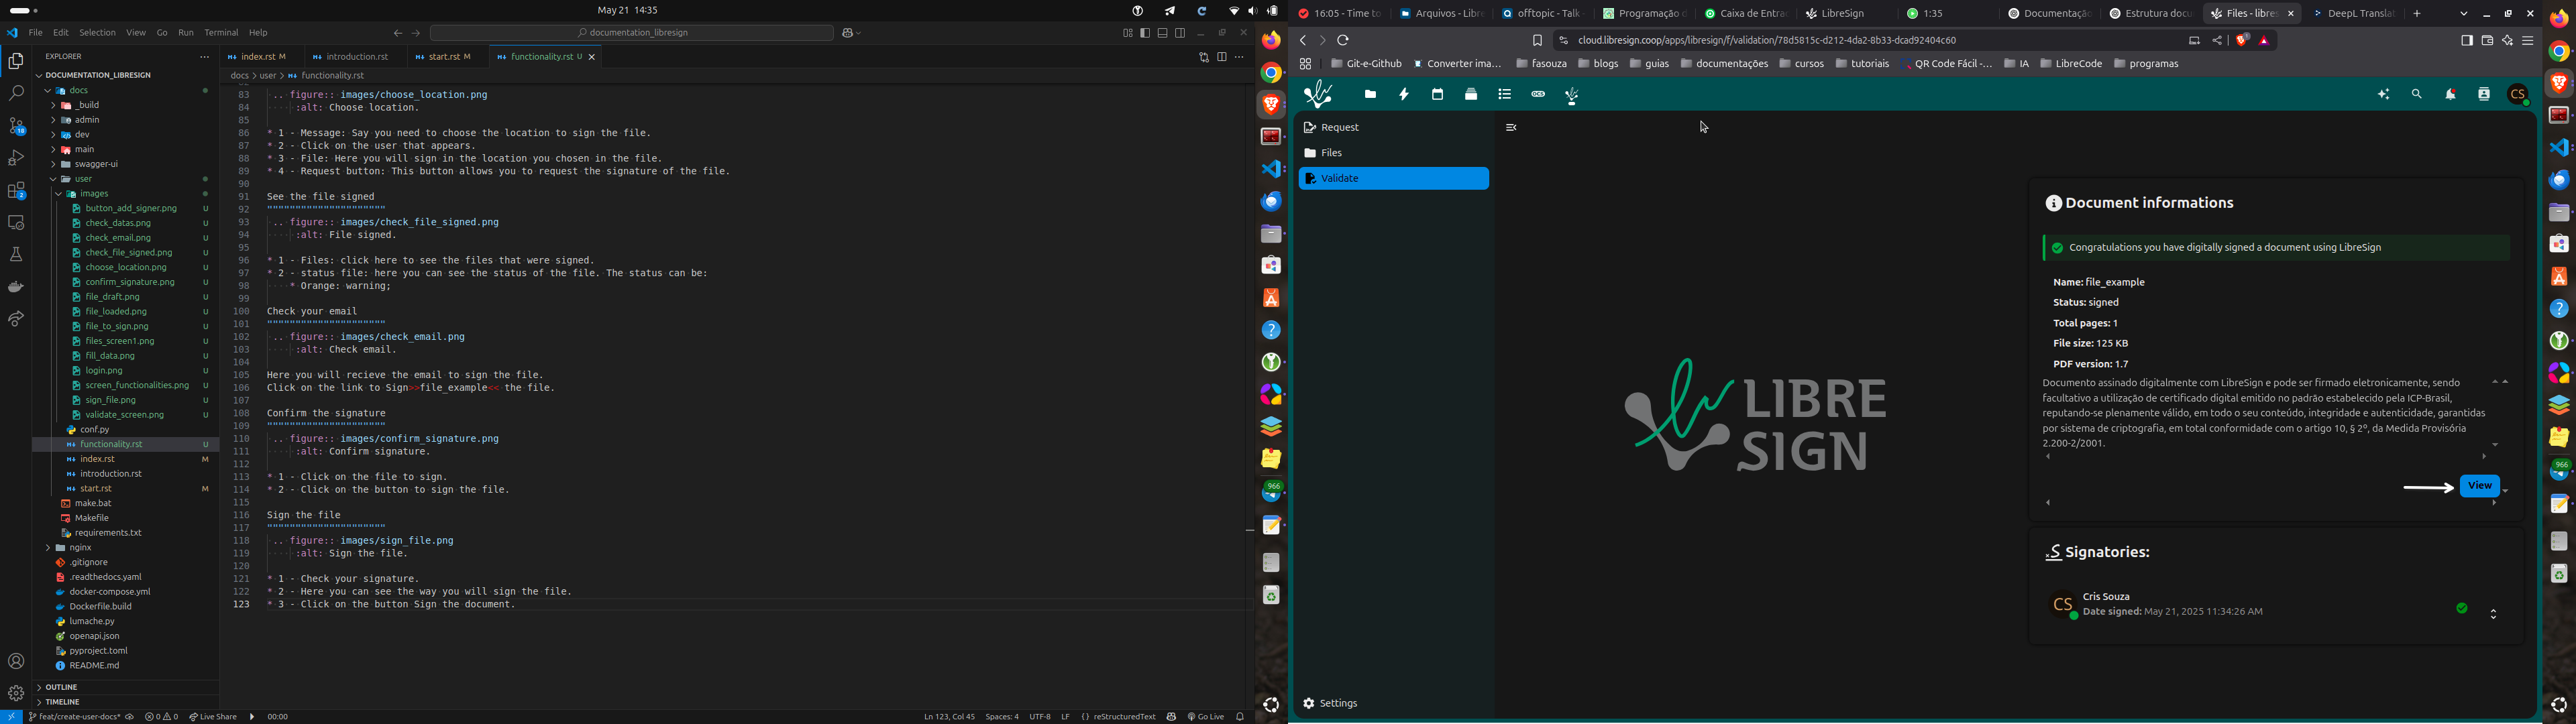 May 21 14:35
File Edit Selection View Go Run Terminal Help
documentation_libresign
EXPLORER
DOCUMENTATION_LIBRESIGN
docs
_build
admin
dev
main
swagger-ui
user
images
button_add_signer.png U
check_datas.png U
check_email.png U
check_file_signed.png U
choose_location.png U
confirm_signature.png U
file_draft.png U
file_loaded.png U
file_to_sign.png U
files_screen1.png U
fill_data.png U
login.png U
screen_functionalities.png U
sign_file.png U
validate_screen.png U
conf.py
functionality.rst U
index.rst M
introduction.rst
start.rst M
make.bat
Makefile
requirements.txt
nginx
.gitignore
.readthedocs.yaml
docker-compose.yml
Dockerfile.build
lumache.py
openapi.json
pyproject.toml
README.md
OUTLINE
TIMELINE
index.rst M introduction.rst start.rst M functionality.rst U
docs > user > functionality.rst
83 .. figure:: images/choose_location.png
84 :alt: Choose location.
85
86 * 1 - Message: Say you need to choose the location to sign the file.
87 * 2 - Click on the user that appears.
88 * 3 - File: Here you will sign in the location you chosen in the file.
89 * 4 - Request button: This button allows you to request the signature of the file.
90
91 See the file signed
92 """""""""""""""""""""
93 .. figure:: images/check_file_signed.png
94 :alt: File signed.
95
96 * 1 - Files: click here to see the files that were signed.
97 * 2 - status file: here you can see the status of the file. The status can be:
98 * Orange: warning;
99
100 Check your email
101 """""""""""""""""""""
102 .. figure:: images/check_email.png
103 :alt: Check email.
104
105 Here you will recieve the email to sign the file.
106 Click on the link to Sign>>file_example<< the file.
107
108 Confirm the signature
109 """""""""""""""""""""
110 .. figure:: images/confirm_signature.png
111 :alt: Confirm signature.
112
113 * 1 - Click on the file to sign.
114 * 2 - Click on the button to sign the file.
115
116 Sign the file
117 """""""""""""""""""""
118 .. figure:: images/sign_file.png
119 :alt: Sign the file.
120
121 * 1 - Check your signature.
122 * 2 - Here you can see the way you will sign the file.
123 * 3 - Click on the button Sign the document.
feat/create-user-docs* 0 0 Live Share 00:00 Ln 123, Col 45 Spaces: 4 UTF-8 LF reStructuredText Go Live
966
16:05 - Time to Arquivos - Libre offtopic - Talk - Programação d Caixa de Entra LibreSign 1:35 Documentação Estrutura docu Files - libres DeepL Translat
cloud.libresign.coop/apps/libresign/f/validation/78d5815c-d212-4da2-8b33-dcad92404c60
Git-e-Github Converter ima... fasouza blogs guias documentações cursos tutoriais QR Code Fácil -... IA LibreCode programas
CS
Request
Files
Validate
Settings
LIBRE
SIGN
Document informations
Congratulations you have digitally signed a document using LibreSign
Name: file_example
Status: signed
Total pages: 1
File size: 125 KB
PDF version: 1.7
Documento assinado digitalmente com LibreSign e pode ser firmado eletronicamente, sendo
facultativo a utilização de certificado digital emitido no padrão estabelecido pela ICP-Brasil,
reputando-se plenamente válido, em todo o seu conteúdo, integridade e autenticidade, garantidas
por sistema de criptografia, em total conformidade com o artigo 10, § 2º, da Medida Provisória
2.200-2/2001.
View
Signatories:
CS
Cris Souza
Date signed: May 21, 2025 11:34:26 AM
966